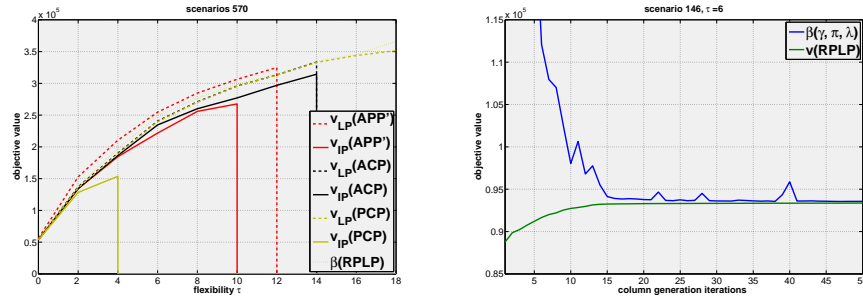 scenarios 570
x 10^5
objective value
4
3.5
3
2.5
2
1.5
1
0.5
0
0 2 4 6 8 10 12 14 16 18
flexibility τ
v_LP(APP')
v_IP(APP')
v_LP(ACP)
v_IP(ACP)
v_LP(PCP)
v_IP(PCP)
β(RPLP)
scenario 146, τ =6
x 10^5
objective value
1.15
1.1
1.05
1
0.95
0.9
0.85
5 10 15 20 25 30 35 40 45 50
column generation iterations
β(γ, π, λ)
v(RPLP)